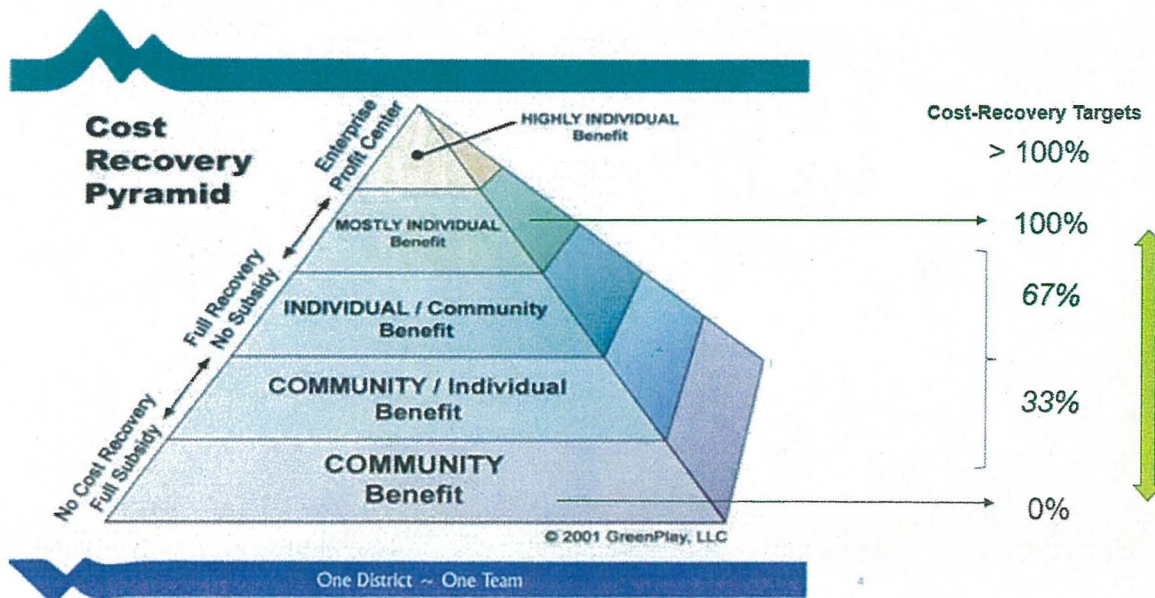 Cost
Recovery
Pyramid
Enterprise
Profit Center
Full Recovery
No Subsidy
No Cost Recovery
Full Subsidy
HIGHLY INDIVIDUAL
Benefit
MOSTLY INDIVIDUAL
Benefit
INDIVIDUAL / Community
Benefit
COMMUNITY / Individual
Benefit
COMMUNITY
Benefit
© 2001 GreenPlay, LLC
Cost-Recovery Targets
> 100%
100%
67%
33%
0%
One District ~ One Team
4